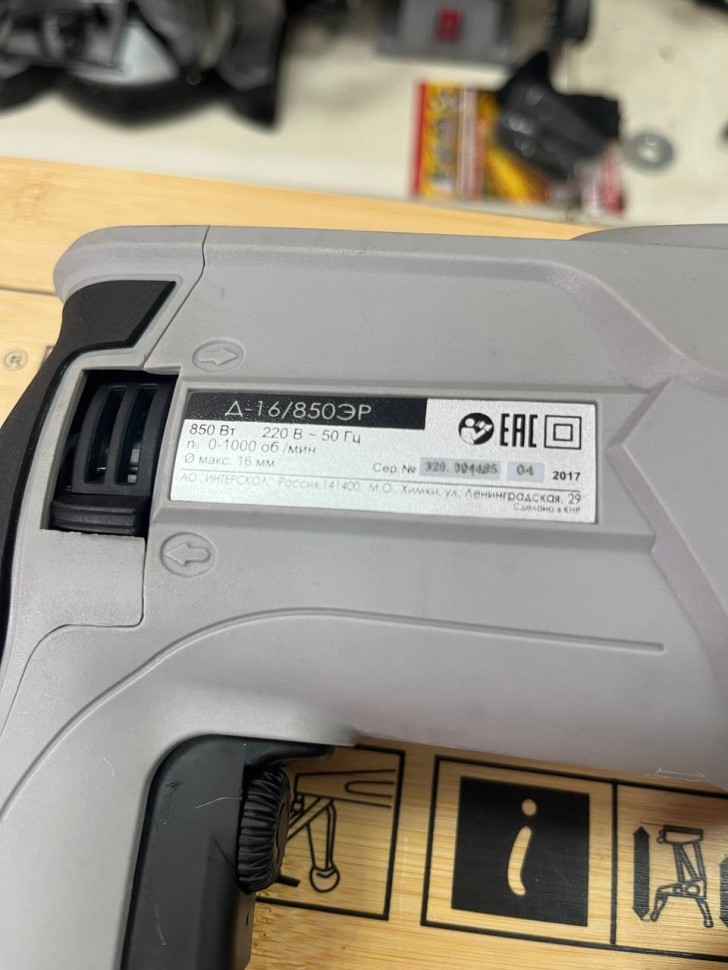 Д-16/850ЭР
850 Вт 220 В ~ 50 Гц
n₀ 0-1000 об /мин
Ø макс. 16 мм
Сер.№ 320. 004485 04 2017
АО „ИНТЕРСКОЛ" Россия,141400, М.О. Химки, ул. Ленинградская, 29
Сделано в КНР
EAC
®
i